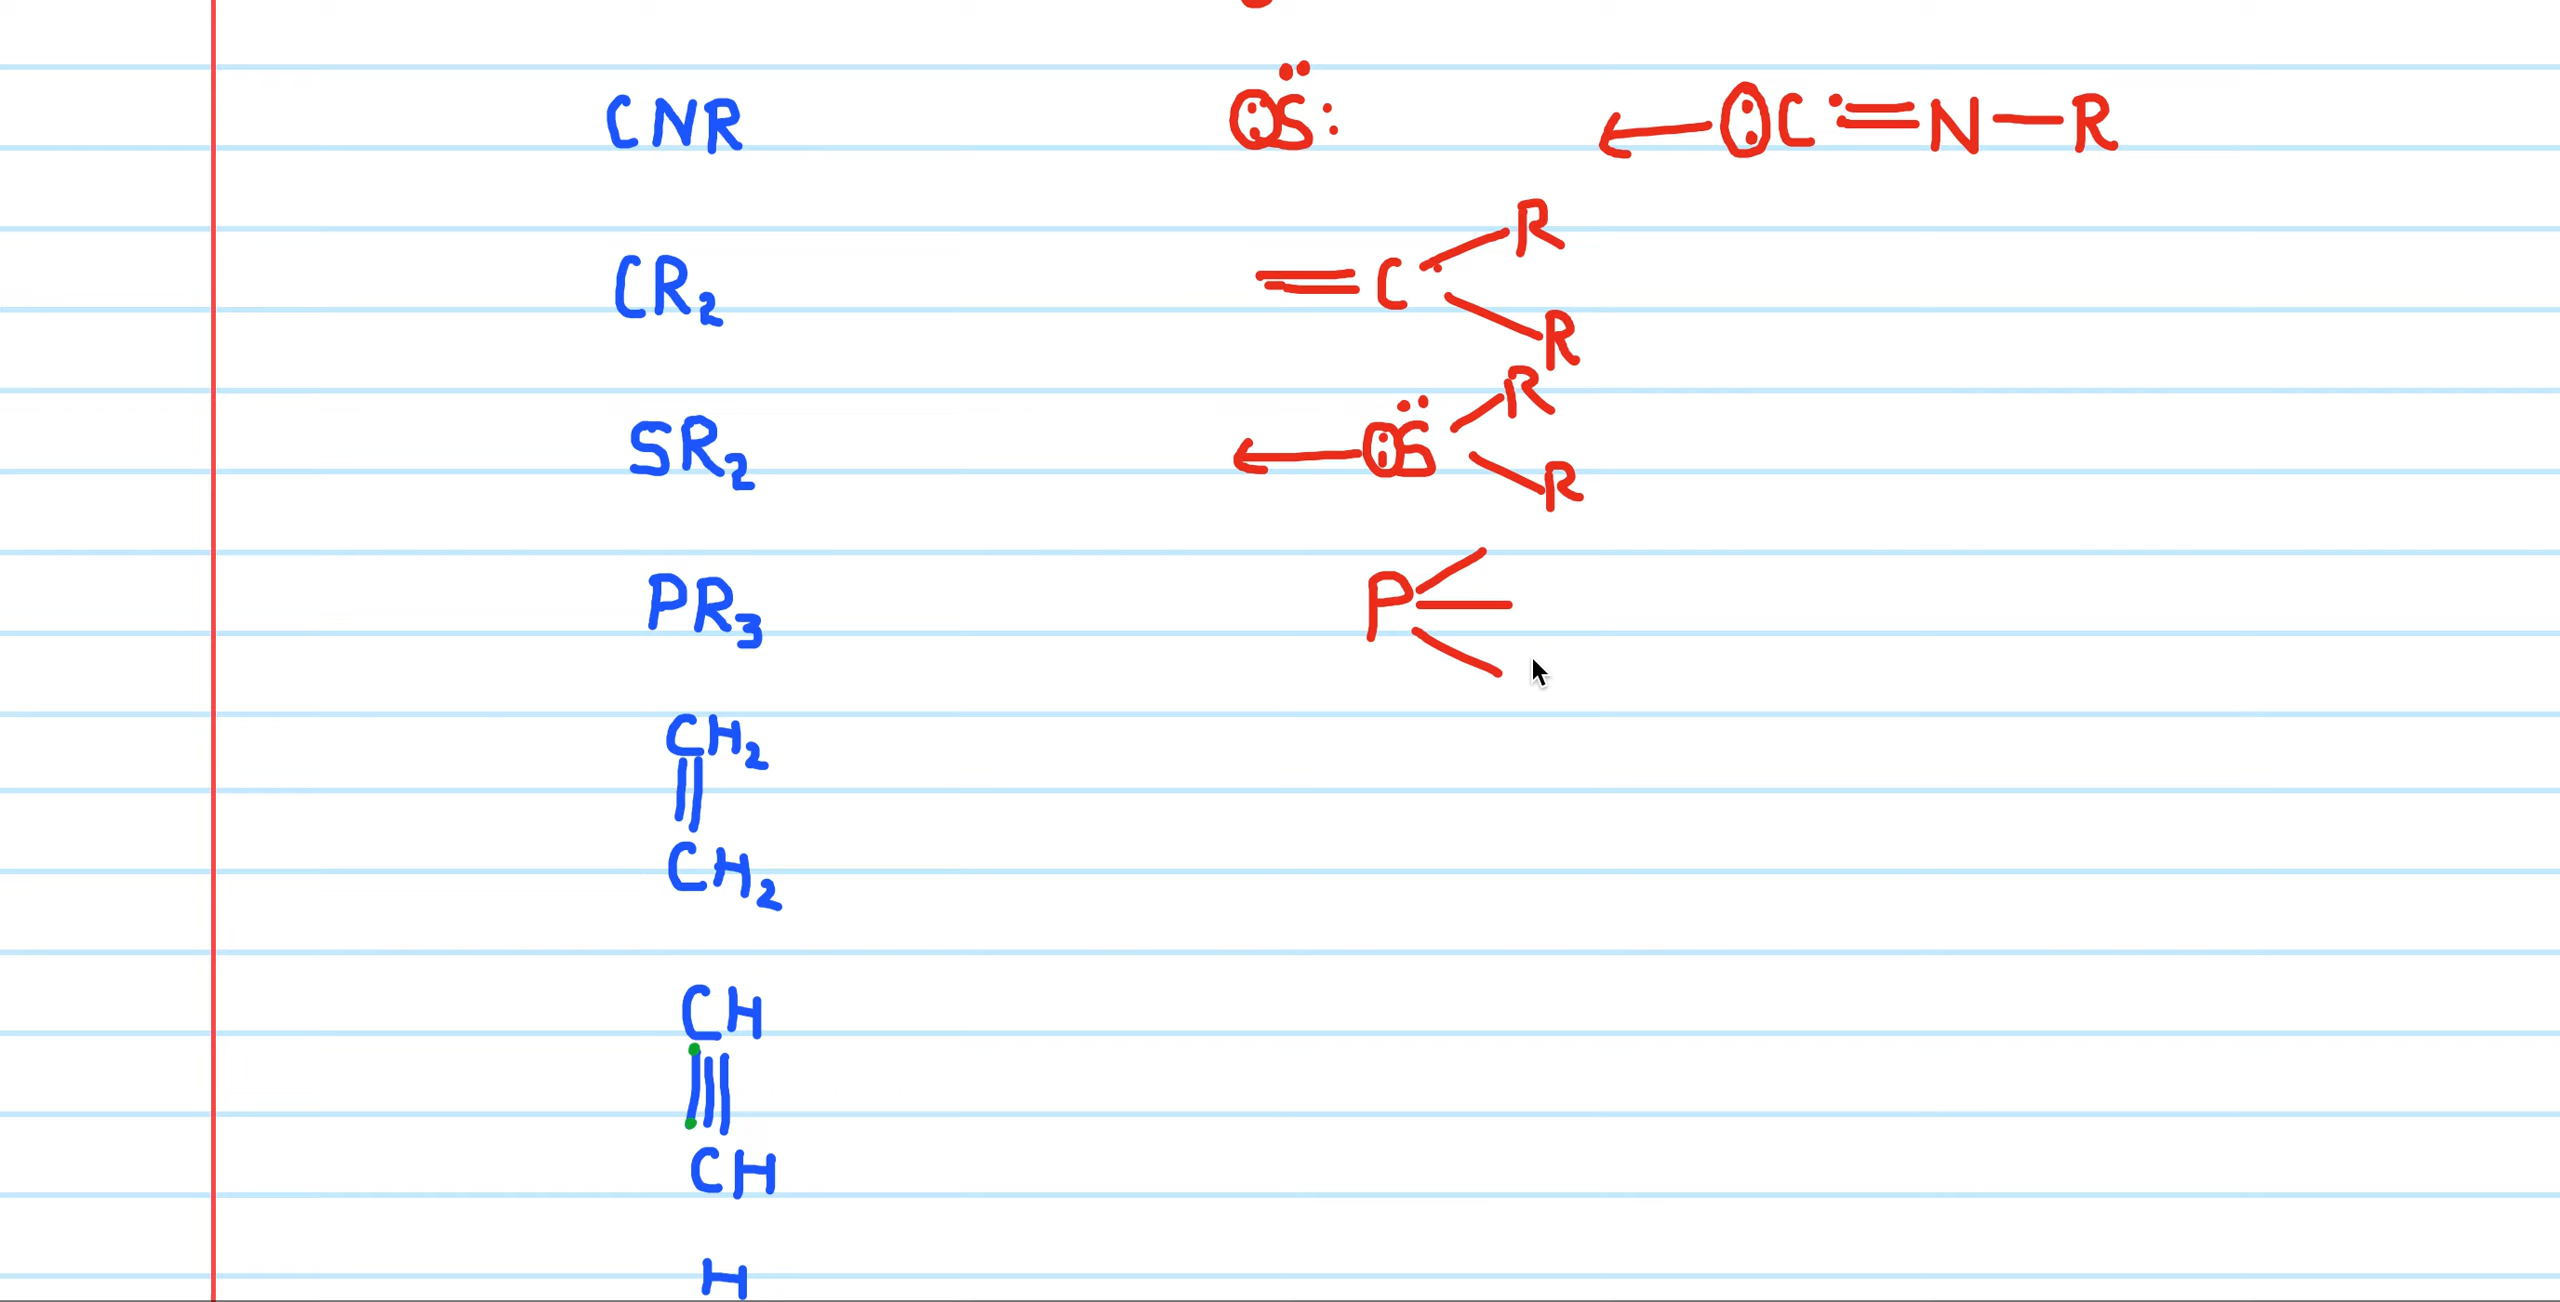 CNR S: ←:C=N—R
CR₂ =C R R
SR₂ ←:S R R
PR₃ P
CH₂
||
CH₂
CH
|||
CH
H